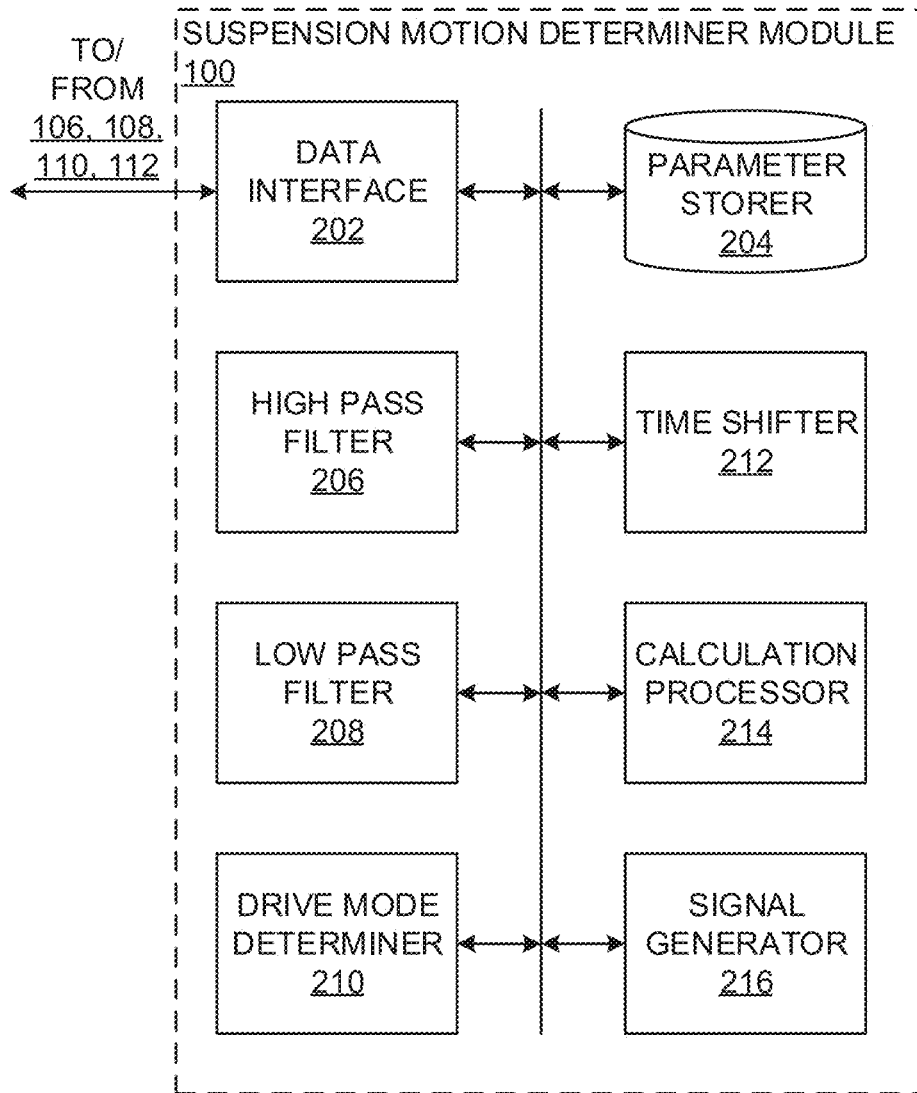 TO/
FROM
106, 108,
110, 112
SUSPENSION MOTION DETERMINER MODULE
100
DATA
INTERFACE
202
PARAMETER
STORER
204
HIGH PASS
FILTER
206
TIME SHIFTER
212
LOW PASS
FILTER
208
CALCULATION
PROCESSOR
214
DRIVE MODE
DETERMINER
210
SIGNAL
GENERATOR
216